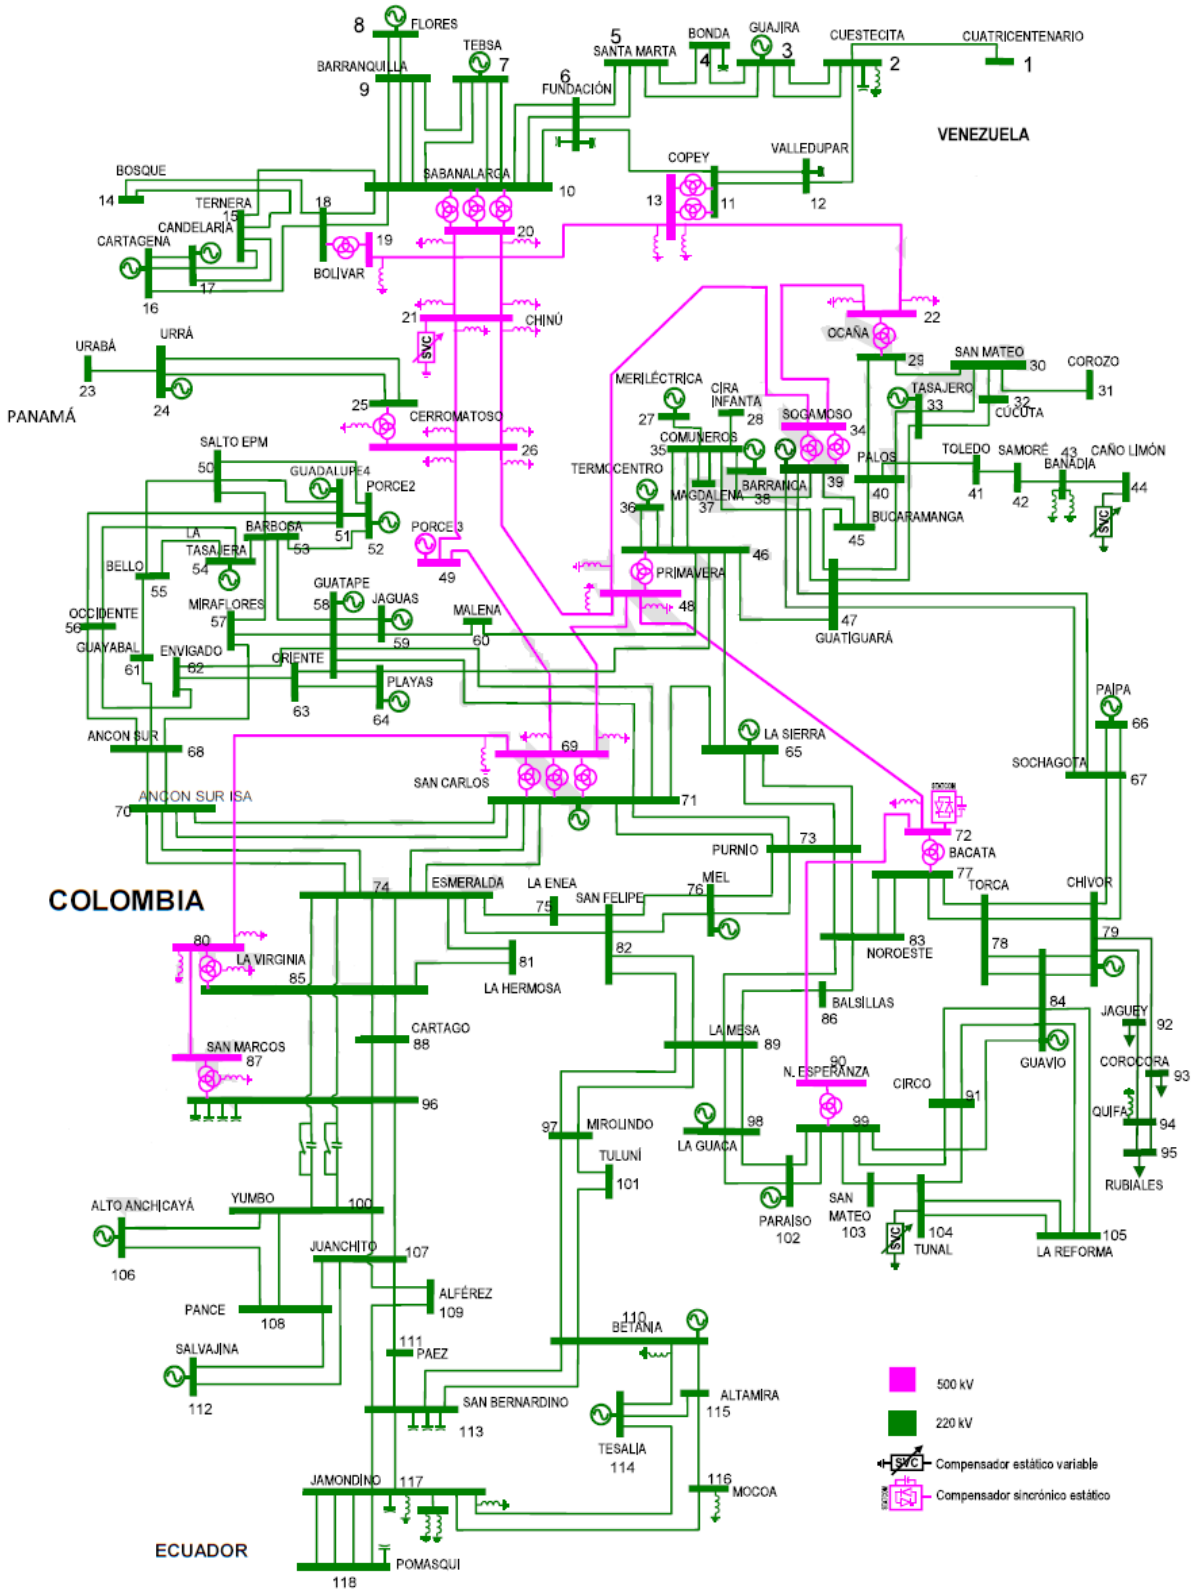 8
FLORES
5
BONDA
GUAJIRA
CUESTECITA
CUATRICENTENARIO
TEBSA
SANTA MARTA
4
3
2
1
BARRANQUILLA
7
6
9
FUNDACIÓN
VENEZUELA
BOSQUE
SABANALARGA
COPEY
VALLEDUPAR
14
TERNERA
18
10
13
11
12
15
CANDELARIA
19
20
CARTAGENA
BOLIVAR
16
17
21
CHINÚ
22
SVC
OCAÑA
URRÁ
29
SAN MATEO
30
COROZO
URABÁ
MERILÉCTRICA
CIRA
INFANTA
TASAJERO
23
24
25
27
28
SOGAMOSO
33
32
31
PANAMÁ
CERROMATOSO
34
CÚCUTA
SALTO EPM
26
35
COMUNEROS
TOLEDO
SAMORÉ
43
CAÑO LIMÓN
50
TERMOCENTRO
PALOS
BANADIA
GUADALUPE4
BARRANCA
39
40
41
42
44
PORCE2
36
MAGDALENA
38
37
BUCARAMANGA
SVC
LA
BARBOSA
51
PORCE 3
45
TASAJERA
53
52
46
54
49
PRIMAVERA
BELLO
55
GUATAPE
48
MIRAFLORES
58
JAGUAS
MALENA
47
OCCIDENTE
57
60
GUATIGUARÁ
56
59
GUAYABAL
ENVIGADO
ORIENTE
61
62
PLAYAS
PAIPA
63
64
66
ANCON SUR
69
LA SIERRA
68
65
SOCHAGOTA
SAN CARLOS
67
ANCON SUR ISA
71
STATCOM
70
73
72
PURNIO
BACATA
74
ESMERALDA
LA ENEA
76
MIEL
77
TORCA
CHIVOR
COLOMBIA
75
SAN FELIPE
80
82
83
78
79
LA VIRGINIA
81
NOROESTE
85
LA HERMOSA
84
BALSILLAS
JAGUEY
CARTAGO
86
92
SAN MARCOS
88
LA MESA
GUAVIO
87
89
90
COROCORA
N. ESPERANZA
CIRCO
93
96
91
QUIFA
97
MIROLINDO
98
99
94
LA GUACA
TULUNÍ
95
101
RUBIALES
ALTO ANCHICAYÁ
YUMBO
SAN
100
PARAISO
MATEO
104
105
JUANCHITO
107
102
103
SVC
TUNAL
LA REFORMA
106
ALFÉREZ
PANCE
109
108
110
BETANIA
111
SALVAJINA
PAEZ
500 kV
112
SAN BERNARDINO
ALTAMIRA
113
115
220 kV
TESALIA
114
SVC
Compensador estático variable
JAMONDINO
117
116
MOCOA
STATCOM
Compensador sincrónico estático
ECUADOR
POMASQUI
118